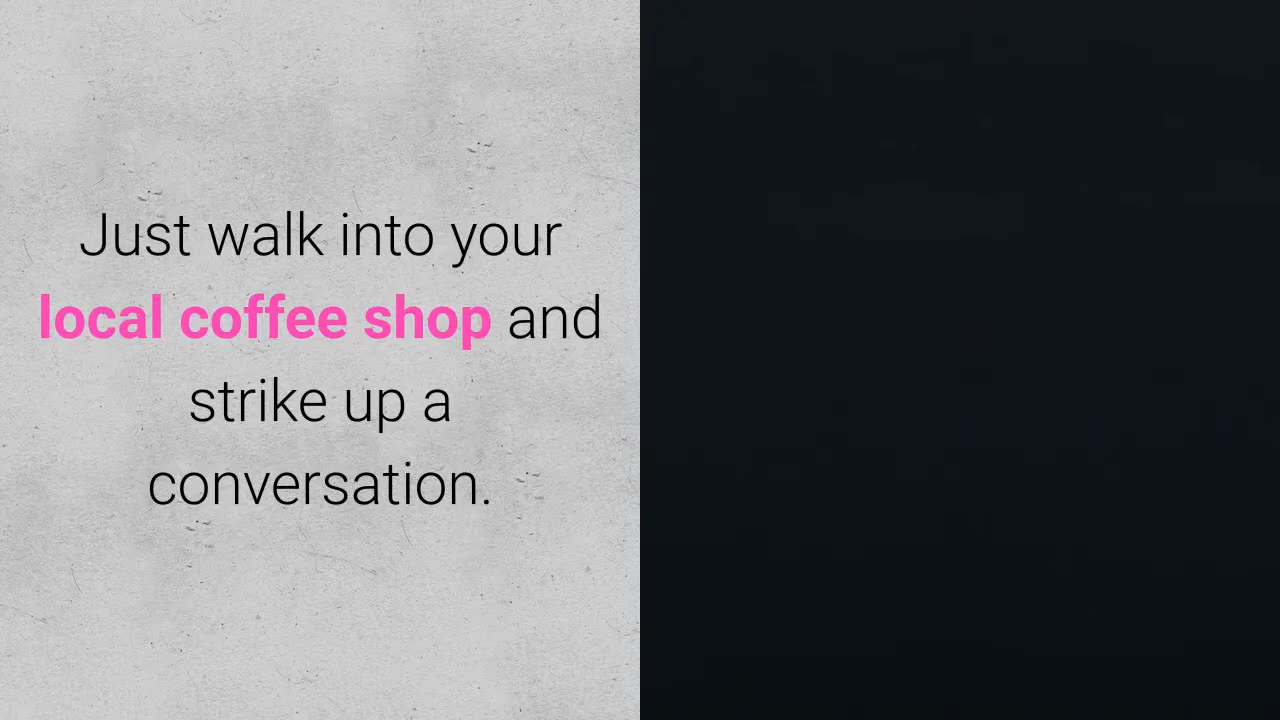 Just walk into your
local coffee shop and
strike up a
conversation.